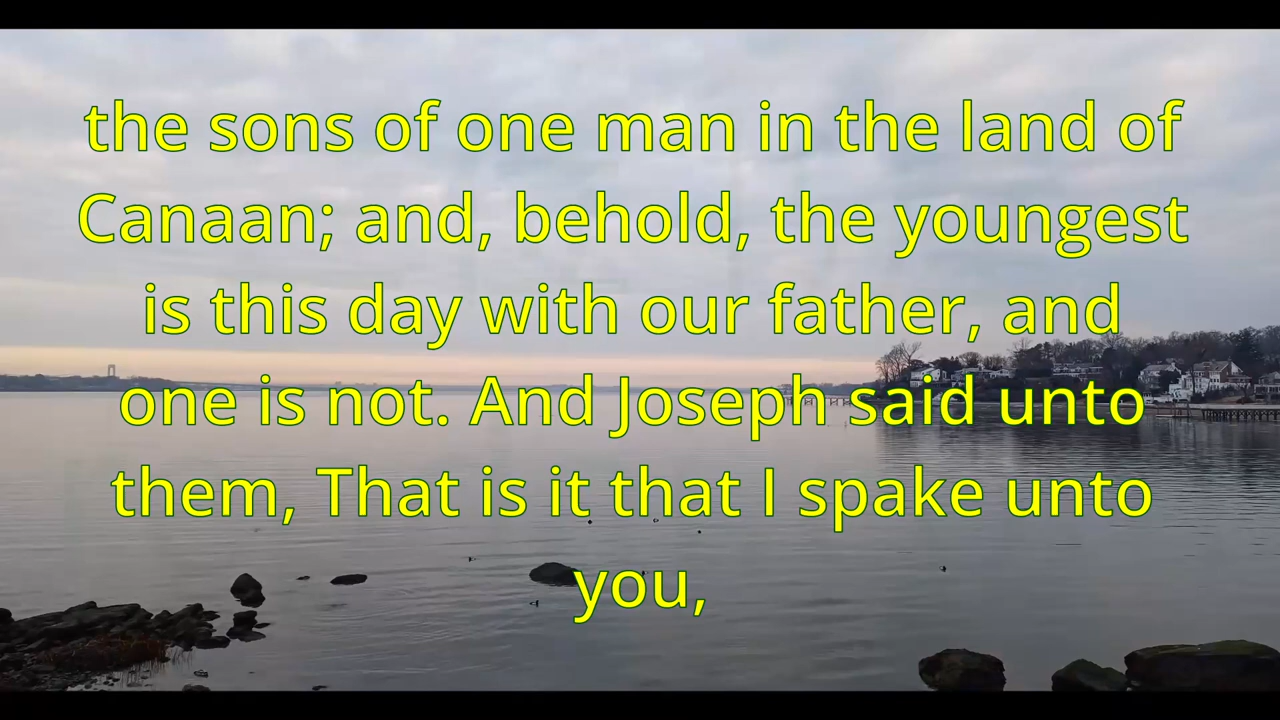 the sons of one man in the land of
Canaan; and, behold, the youngest
is this day with our father, and
one is not. And Joseph said unto
them, That is it that I spake unto
you,